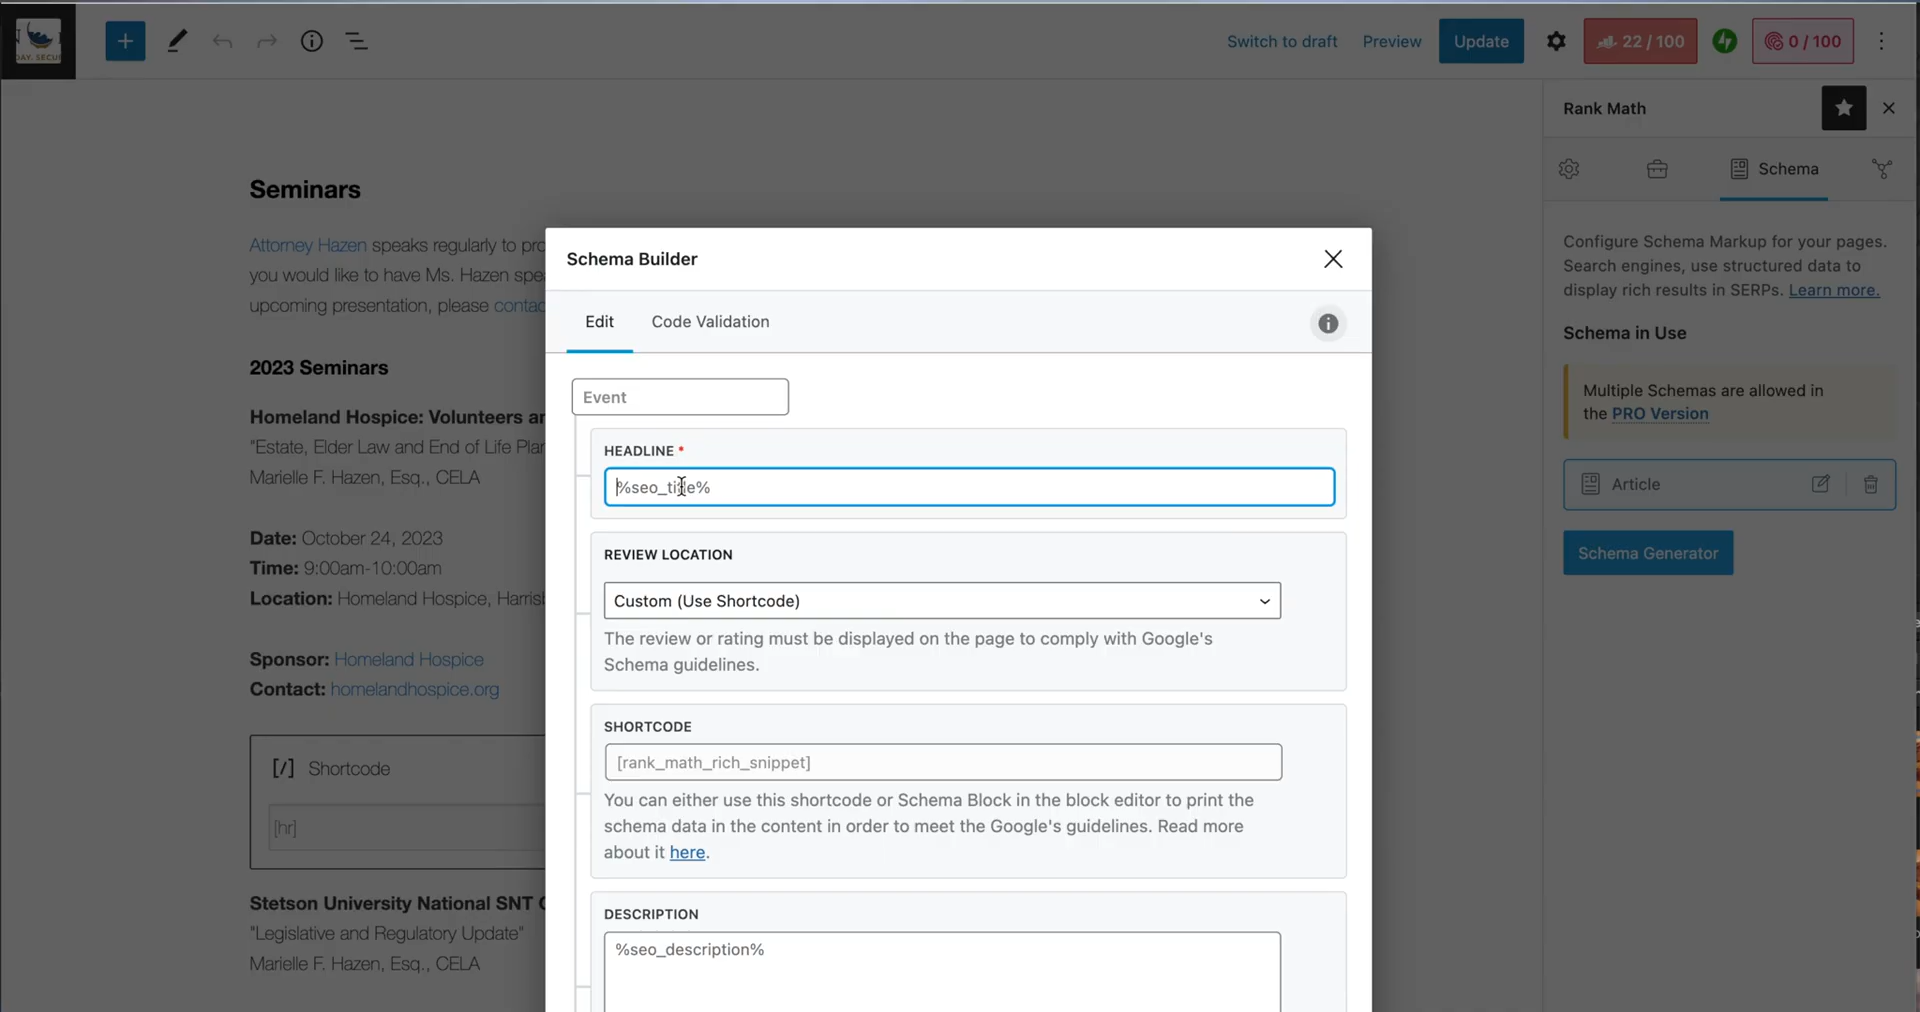 DAY. SECU
Switch to draft
Preview
Update
22 / 100
0 / 100
Rank Math
Schema
Seminars
Attorney Hazen speaks regularly to pro
you would like to have Ms. Hazen spea
upcoming presentation, please contac
2023 Seminars
Homeland Hospice: Volunteers an
"Estate, Elder Law and End of Life Plan
Marielle F. Hazen, Esq., CELA
Date: October 24, 2023
Time: 9:00am-10:00am
Location: Homeland Hospice, Harrisb
Sponsor: Homeland Hospice
Contact: homelandhospice.org
[/] Shortcode
[hr]
Stetson University National SNT C
"Legislative and Regulatory Update"
Marielle F. Hazen, Esq., CELA
Schema Builder
Edit
Code Validation
Event
HEADLINE *
%seo_title%
REVIEW LOCATION
Custom (Use Shortcode)
The review or rating must be displayed on the page to comply with Google's
Schema guidelines.
SHORTCODE
[rank_math_rich_snippet]
You can either use this shortcode or Schema Block in the block editor to print the
schema data in the content in order to meet the Google's guidelines. Read more
about it here.
DESCRIPTION
%seo_description%
Configure Schema Markup for your pages.
Search engines, use structured data to
display rich results in SERPs. Learn more.
Schema in Use
Multiple Schemas are allowed in
the PRO Version
Article
Schema Generator